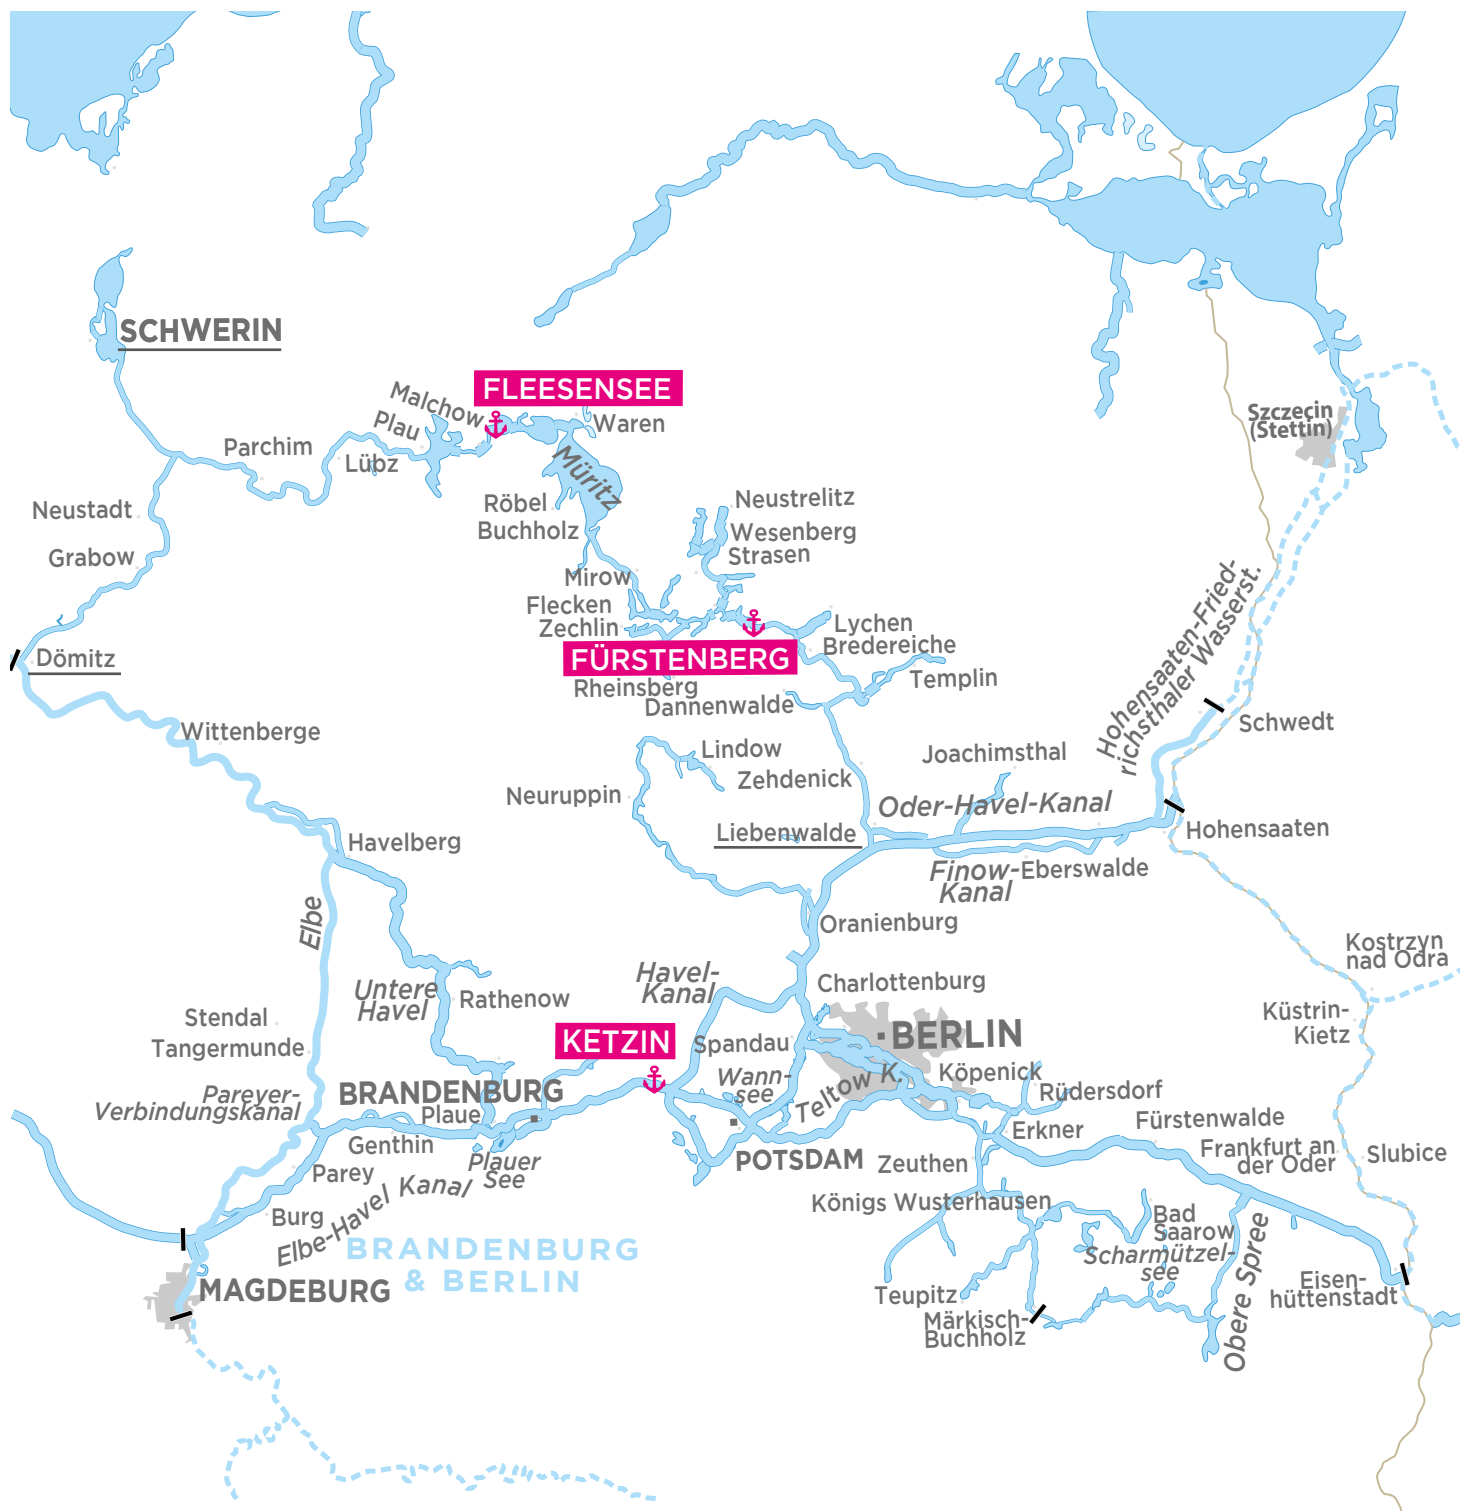 SCHWERIN
FLEESENSEE
Malchow
Plau
Waren
Szczecin
(Stettin)
Parchim
Lübz
Müritz
Röbel
Buchholz
Neustrelitz
Wesenberg
Strasen
Neustadt
Grabow
Mirow
Flecken
Zechlin
Lychen
Bredereiche
Dömitz
FÜRSTENBERG
Rheinsberg
Dannenwalde
Templin
Hohensaaten-Fried-
richsthaler Wasserst.
Schwedt
Wittenberge
Lindow
Zehdenick
Joachimsthal
Neuruppin
Oder-Havel-Kanal
Liebenwalde
Hohensaaten
Havelberg
Finow-
Kanal
Eberswalde
Elbe
Oranienburg
Kostrzyn
nad Odra
Havel-
Kanal
Charlottenburg
Untere
Havel
Rathenow
Küstrin-
Kietz
Stendal
Tangermunde
KETZIN
Spandau
BERLIN
Wann-
see
Teltow K.
Köpenick
Rüdersdorf
Pareyer-
Verbindungskanal
BRANDENBURG
Plaue
Genthin
Fürstenwalde
Erkner
Frankfurt an
der Oder
Slubice
Plauer
See
POTSDAM
Zeuthen
Parey
Elbe-Havel Kanal
Königs Wusterhausen
Burg
Bad
Saarow
Scharmützel-
see
Obere Spree
BRANDENBURG
& BERLIN
MAGDEBURG
Teupitz
Märkisch-
Buchholz
Eisen-
hüttenstadt